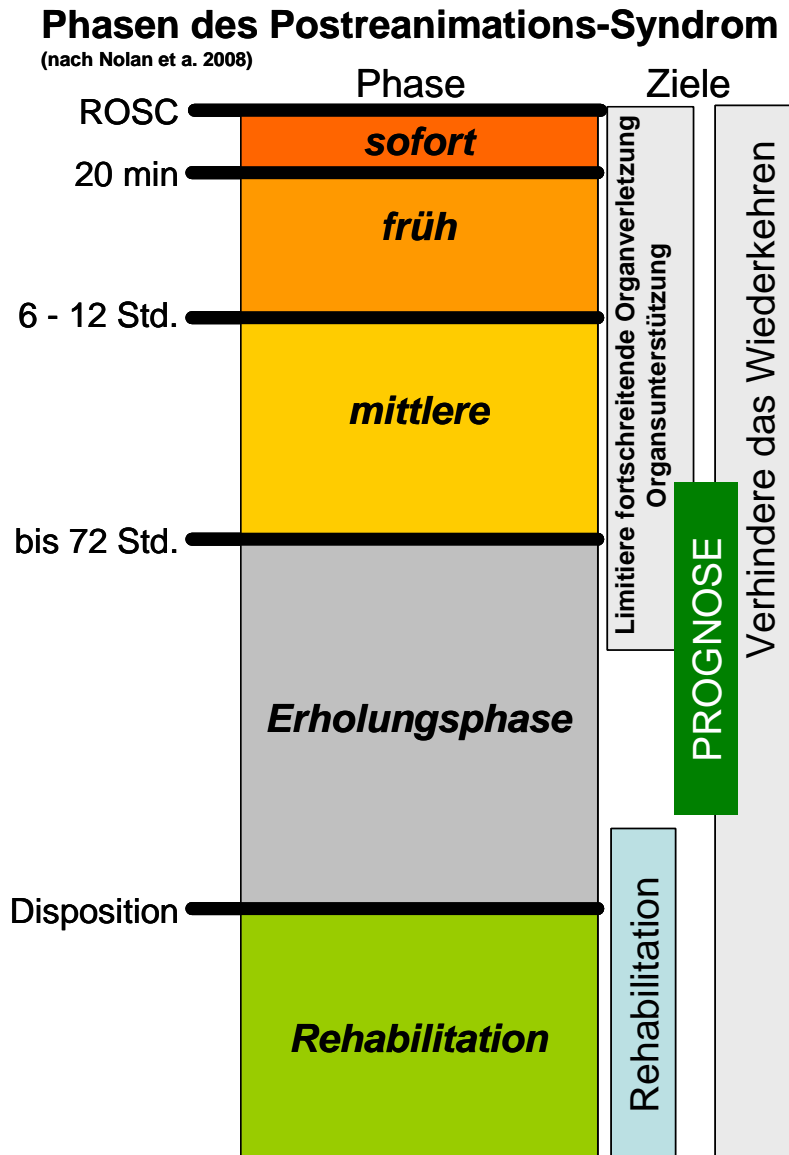 Phasen des Postreanimations-Syndrom
(nach Nolan et a. 2008)
Phase
Ziele
ROSC
sofort
20 min
früh
6 - 12 Std.
mittlere
bis 72 Std.
Erholungsphase
Disposition
Rehabilitation
Limitiere fortschreitende Organverletzung
Organsunterstützung
PROGNOSE
Rehabilitation
Verhindere das Wiederkehren